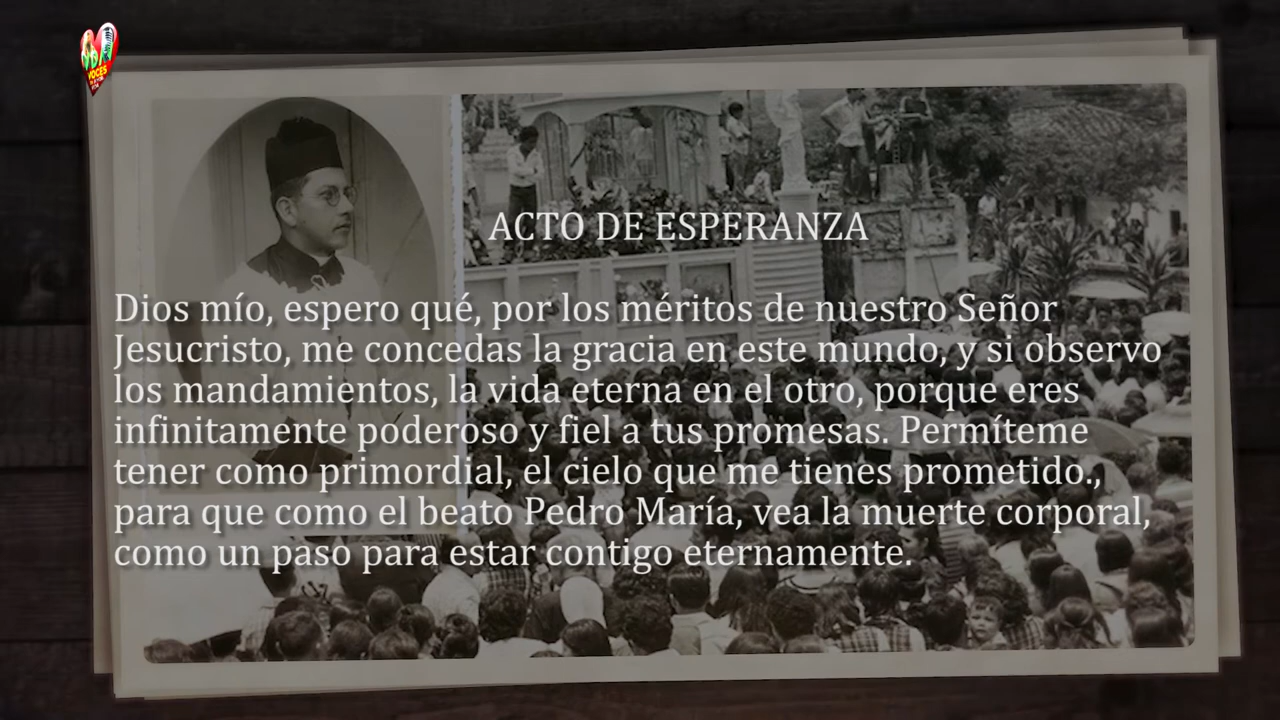 VOCES
ACTO DE ESPERANZA
Dios mío, espero qué, por los méritos de nuestro Señor
Jesucristo, me concedas la gracia en este mundo, y si observo
los mandamientos, la vida eterna en el otro, porque eres
infinitamente poderoso y fiel a tus promesas. Permíteme
tener como primordial, el cielo que me tienes prometido.,
para que como el beato Pedro María, vea la muerte corporal,
como un paso para estar contigo eternamente.